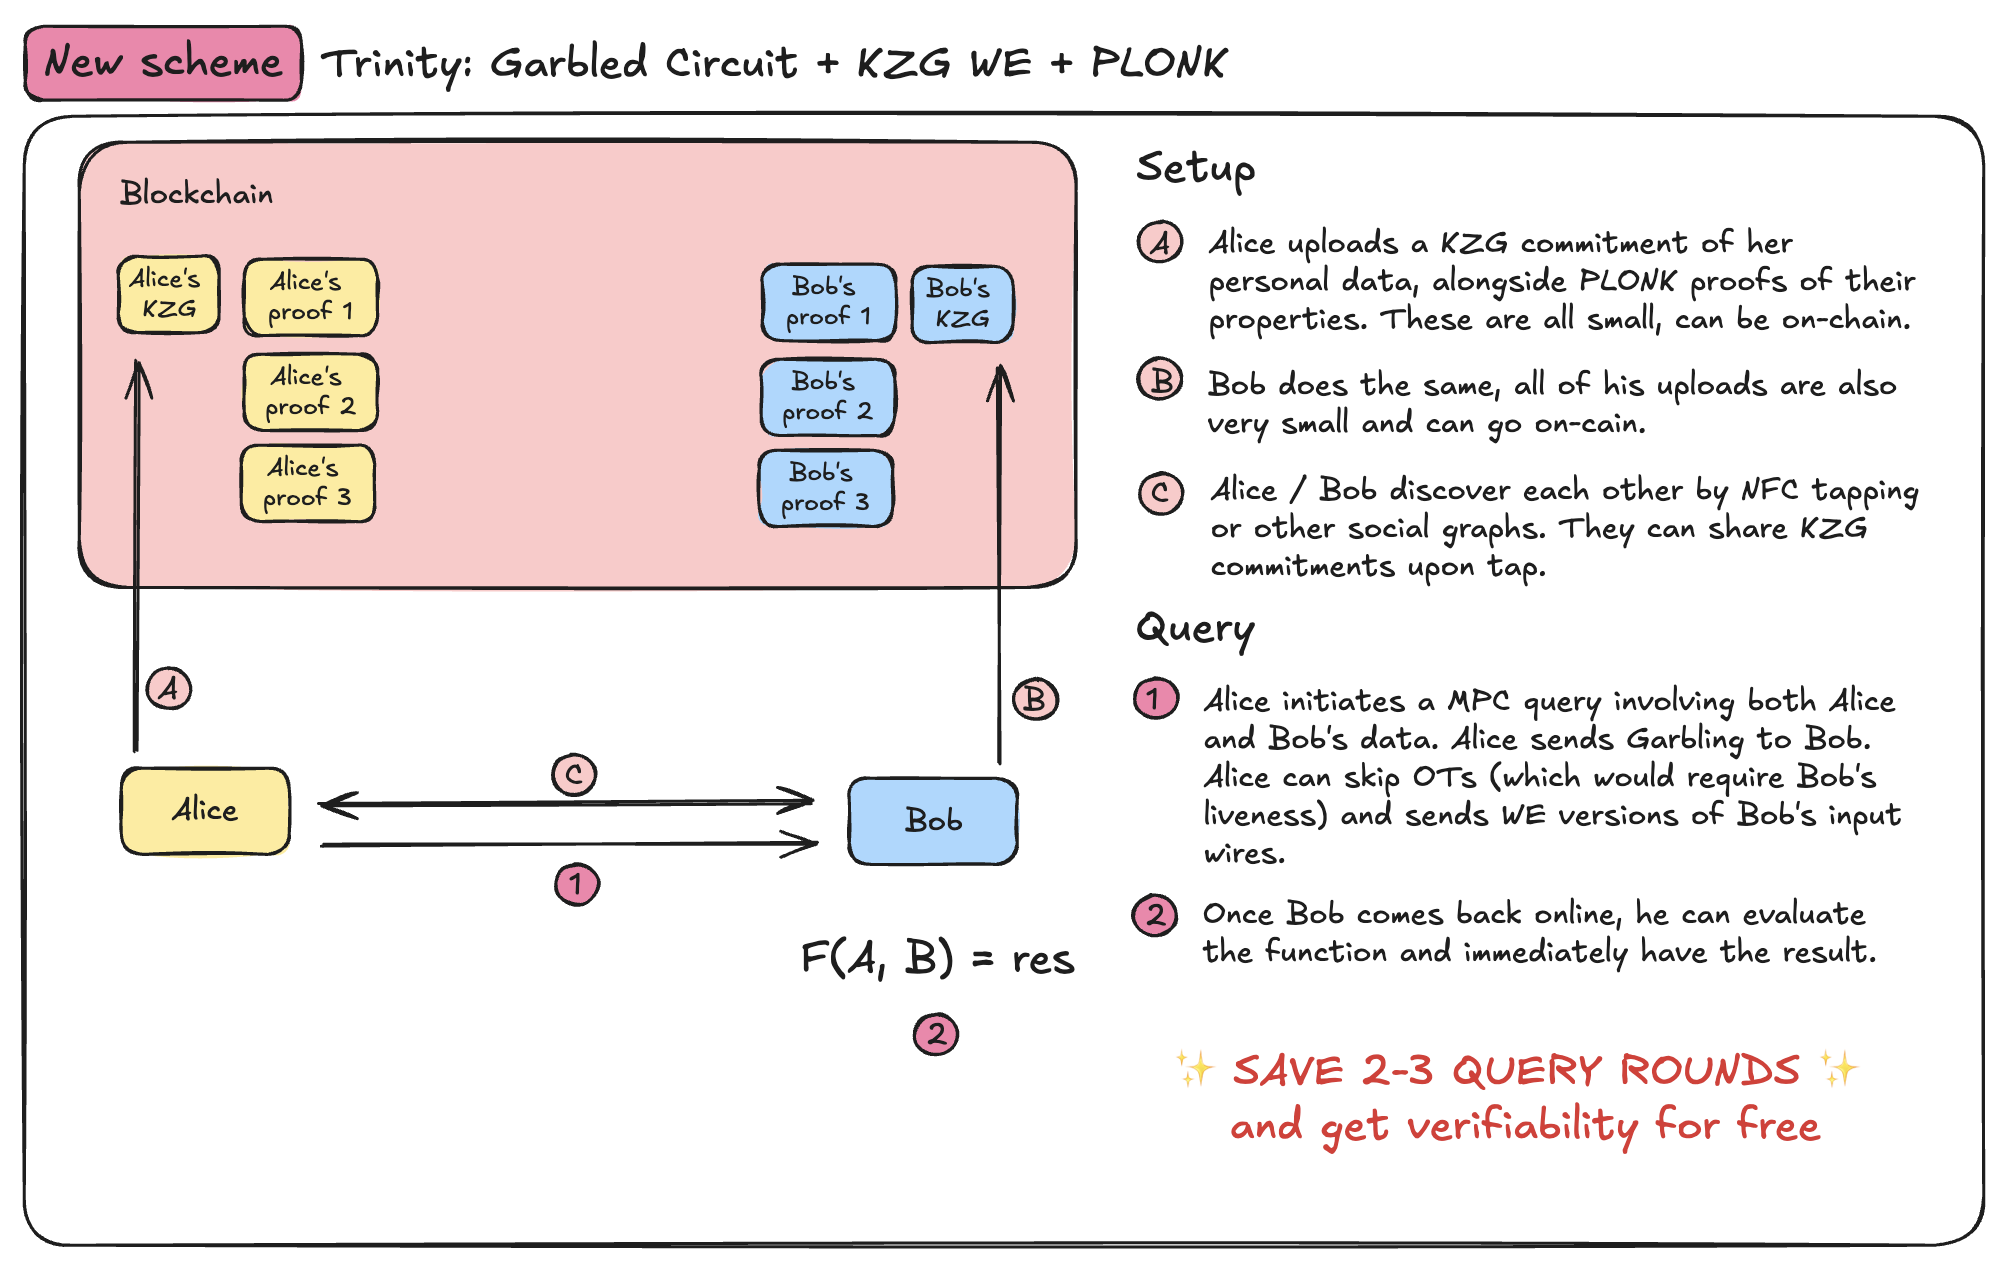 New scheme
Trinity: Garbled Circuit + KZG WE + PLONK
Blockchain
Alice's
KZG
Alice's
proof 1
Alice's
proof 2
Alice's
proof 3
Bob's
proof 1
Bob's
KZG
Bob's
proof 2
Bob's
proof 3
A
B
Alice
C
Bob
1
F(A, B) = res
2
Setup
A
Alice uploads a KZG commitment of her
personal data, alongside PLONK proofs of their
properties. These are all small, can be on-chain.
B
Bob does the same, all of his uploads are also
very small and can go on-cain.
C
Alice / Bob discover each other by NFC tapping
or other social graphs. They can share KZG
commitments upon tap.
Query
1
Alice initiates a MPC query involving both Alice
and Bob's data. Alice sends Garbling to Bob.
Alice can skip OTs (which would require Bob's
liveness) and sends WE versions of Bob's input
wires.
2
Once Bob comes back online, he can evaluate
the function and immediately have the result.
✨ SAVE 2-3 QUERY ROUNDS ✨
and get verifiability for free